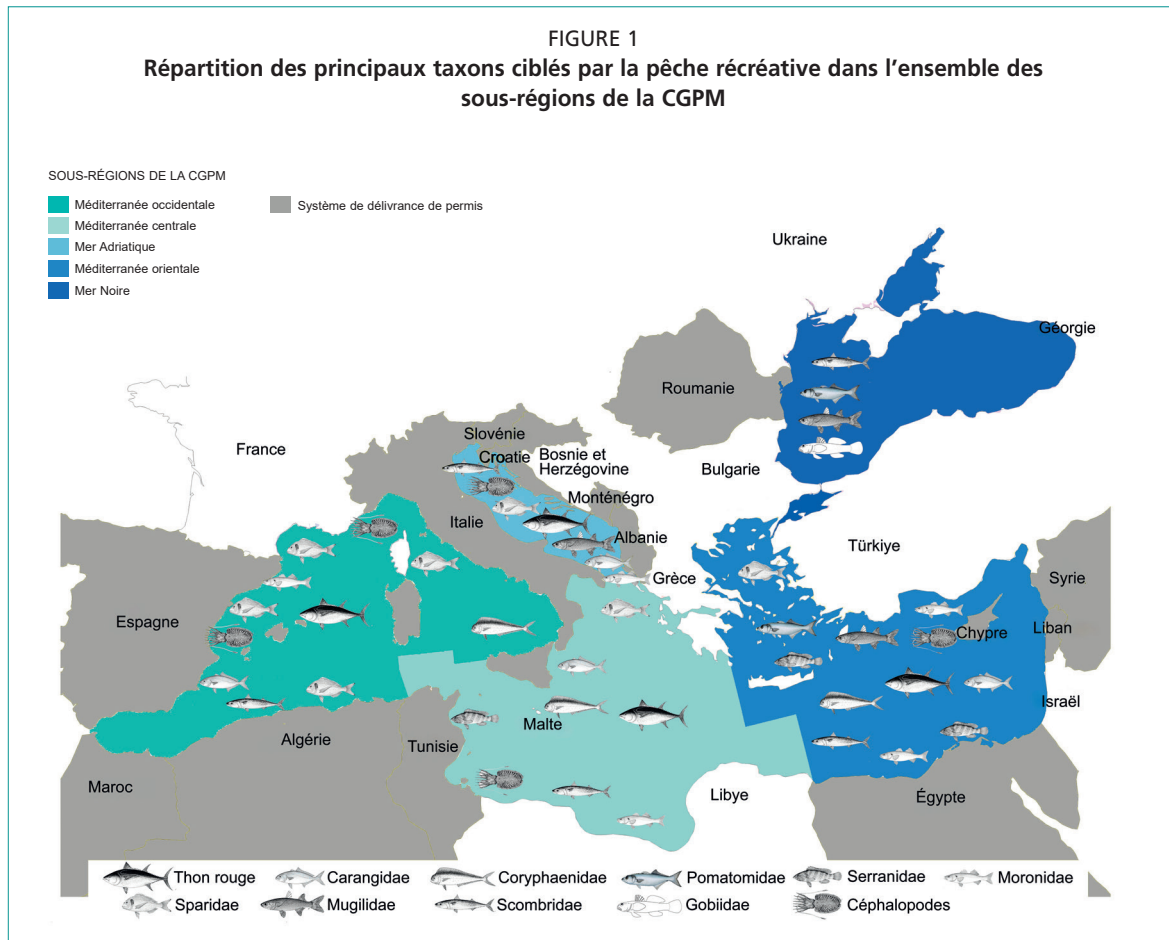 FIGURE 1
Répartition des principaux taxons ciblés par la pêche récréative dans l'ensemble des
sous-régions de la CGPM
SOUS-RÉGIONS DE LA CGPM
Méditerranée occidentale
Système de délivrance de permis
Méditerranée centrale
Mer Adriatique
Méditerranée orientale
Mer Noire
Ukraine
Géorgie
Roumanie
Slovénie
France
Croatie
Bosnie et
Herzégovine
Bulgarie
Monténégro
Italie
Albanie
Türkiye
Grèce
Syrie
Espagne
Chypre
Liban
Israël
Malte
Algérie
Tunisie
Maroc
Libye
Égypte
Thon rouge
Carangidae
Coryphaenidae
Pomatomidae
Serranidae
Moronidae
Sparidae
Mugilidae
Scombridae
Gobiidae
Céphalopodes